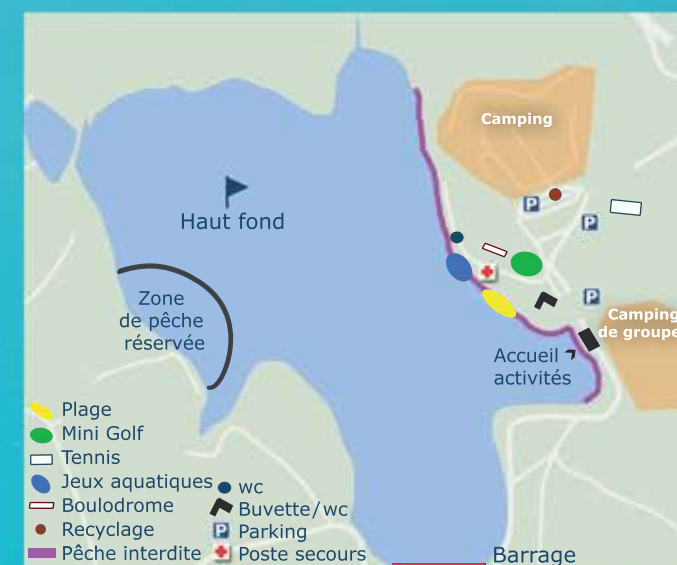 Camping
P
P
Haut fond
Zone
de pêche
réservée
P
Camping
de groupe
Accueil
activités
Plage
Mini Golf
Tennis
Jeux aquatiques
Boulodrome
Recyclage
Pêche interdite
wc
Buvette/wc
P Parking
Poste secours
Barrage